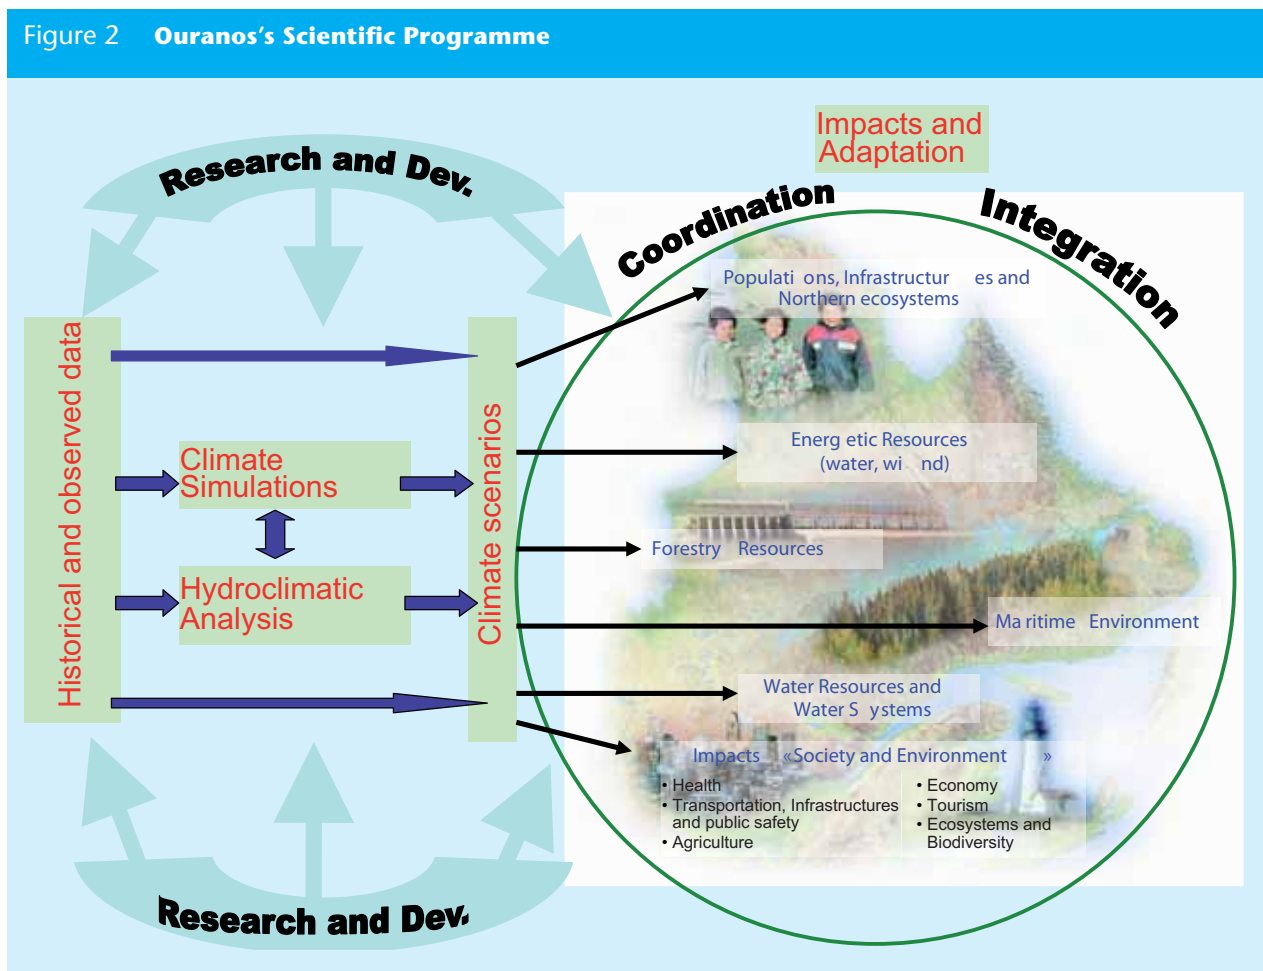 Figure 2 Ouranos's Scientific Programme
Research and Dev.
Impacts and
Adaptation
Coordination
Integration
Historical and observed data
Climate
Simulations
Hydroclimatic
Analysis
Climate scenarios
Populati ons, Infrastructur es and
Northern ecosystems
Energ etic Resources
(water, wi nd)
Forestry Resources
Ma ritime Environment
Water Resources and
Water S ystems
Impacts «Society and Environment »
• Health
• Transportation, Infrastructures
and public safety
• Agriculture
• Economy
• Tourism
• Ecosystems and
Biodiversity
Research and Dev.